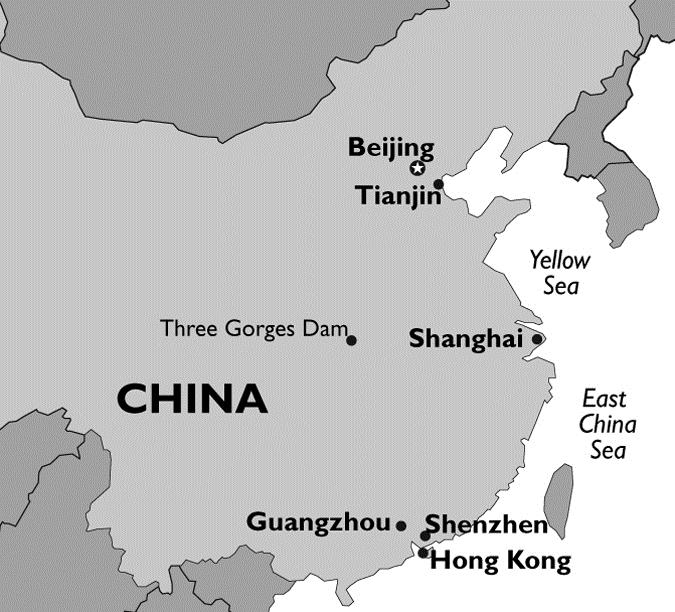 Beijing
Tianjin
Yellow
Sea
Three Gorges Dam
Shanghai
CHINA
East
China
Sea
Guangzhou
Shenzhen
Hong Kong